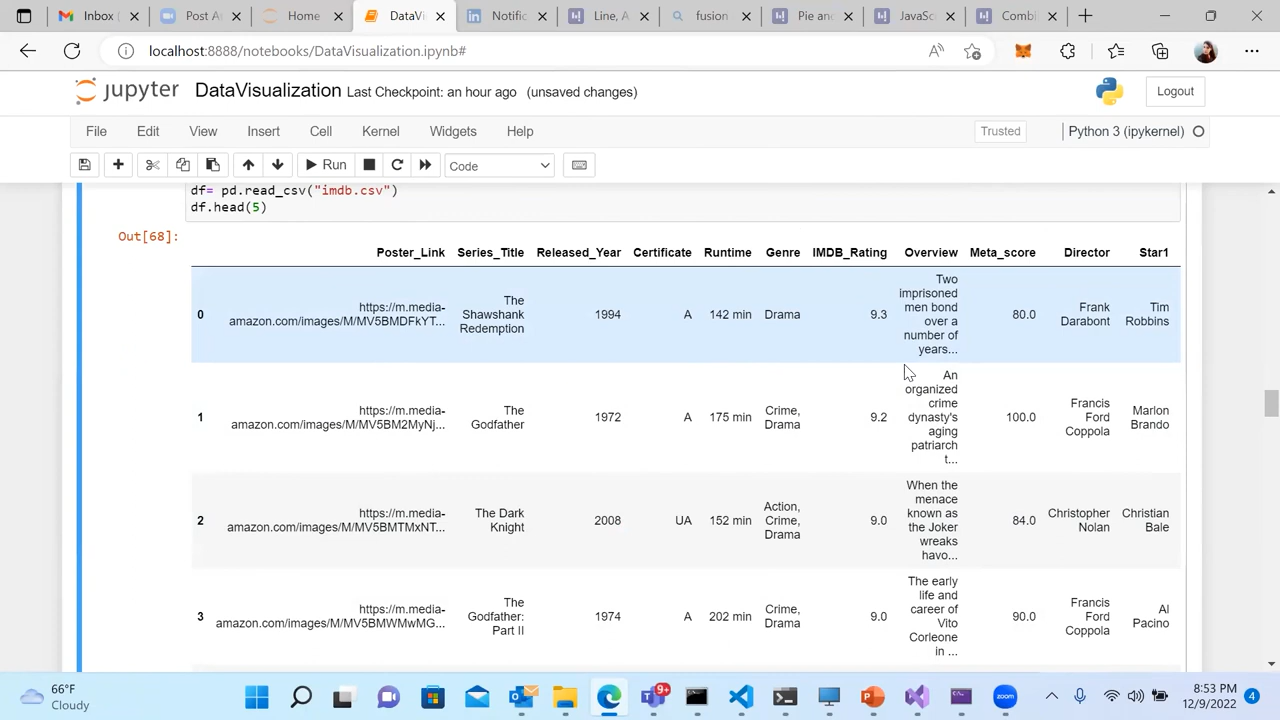 Inbox
Post A
Home
DataVi
Notific
Line, A
fusion
Pie and
JavaSc
Combi
localhost:8888/notebooks/DataVisualization.ipynb#
jupyter DataVisualization Last Checkpoint: an hour ago (unsaved changes)
Logout
File Edit View Insert Cell Kernel Widgets Help
Trusted
Python 3 (ipykernel)
Run
Code
df= pd.read_csv("imdb.csv")
df.head(5)
Out[68]:
Poster_Link Series_Title Released_Year Certificate Runtime Genre IMDB_Rating Overview Meta_score Director Star1
0
https://m.media-
amazon.com/images/M/MV5BMDFkYT...
The
Shawshank
Redemption
1994
A
142 min
Drama
9.3
Two
imprisoned
men bond
over a
number of
years...
80.0
Frank
Darabont
Tim
Robbins
1
https://m.media-
amazon.com/images/M/MV5BM2MyNj...
The
Godfather
1972
A
175 min
Crime,
Drama
9.2
An
organized
crime
dynasty's
aging
patriarch
t...
100.0
Francis
Ford
Coppola
Marlon
Brando
2
https://m.media-
amazon.com/images/M/MV5BMTMxNT...
The Dark
Knight
2008
UA
152 min
Action,
Crime,
Drama
9.0
When the
menace
known as
the Joker
wreaks
havo...
84.0
Christopher
Nolan
Christian
Bale
3
https://m.media-
amazon.com/images/M/MV5BMWMwMG...
The
Godfather:
Part II
1974
A
202 min
Crime,
Drama
9.0
The early
life and
career of
Vito
Corleone
in ...
90.0
Francis
Ford
Coppola
Al
Pacino
66°F
Cloudy
9+
8:53 PM
12/9/2022
4